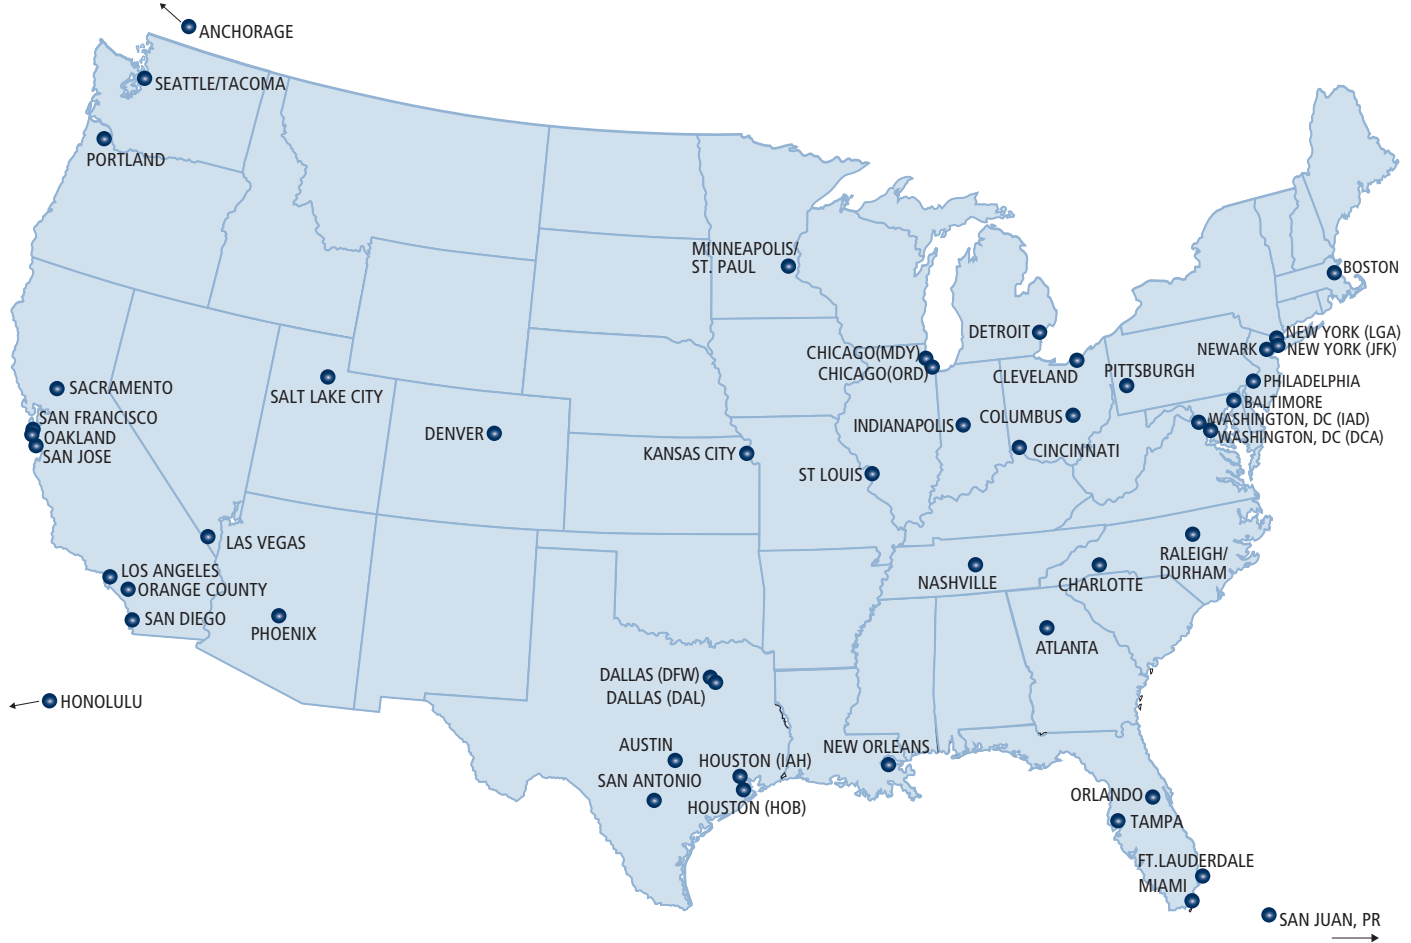 ANCHORAGE
SEATTLE/TACOMA
PORTLAND
MINNEAPOLIS/
ST. PAUL
BOSTON
DETROIT
NEW YORK (LGA)
NEW YORK (JFK)
NEWARK
CHICAGO(MDY)
CHICAGO(ORD)
CLEVELAND
PITTSBURGH
PHILADELPHIA
SACRAMENTO
SALT LAKE CITY
BALTIMORE
SAN FRANCISCO
OAKLAND
SAN JOSE
DENVER
INDIANAPOLIS
COLUMBUS
WASHINGTON, DC (IAD)
WASHINGTON, DC (DCA)
KANSAS CITY
CINCINNATI
ST LOUIS
LAS VEGAS
RALEIGH/
DURHAM
LOS ANGELES
ORANGE COUNTY
NASHVILLE
CHARLOTTE
SAN DIEGO
PHOENIX
ATLANTA
DALLAS (DFW)
DALLAS (DAL)
HONOLULU
AUSTIN
HOUSTON (IAH)
NEW ORLEANS
SAN ANTONIO
HOUSTON (HOB)
ORLANDO
TAMPA
FT.LAUDERDALE
MIAMI
SAN JUAN, PR